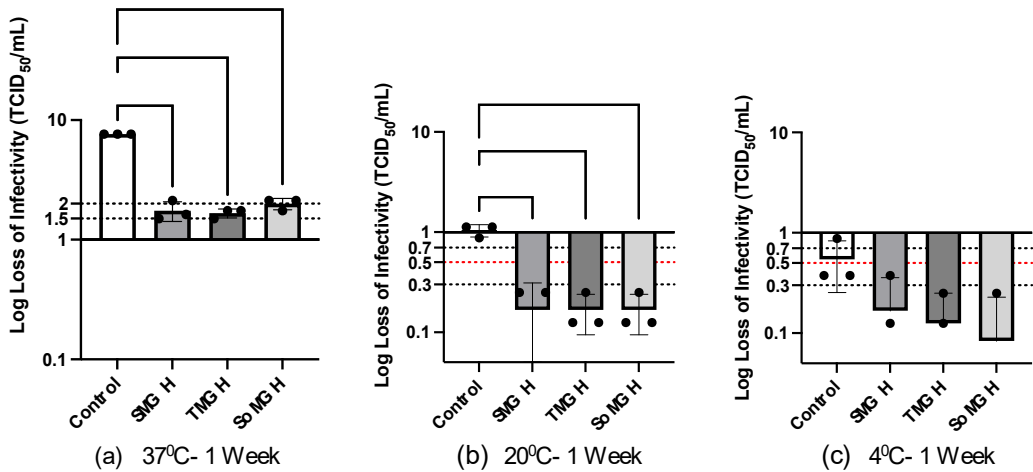 Log Loss of Infectivity (TCID50/mL)
10
2
1.5
1
0.1
Control
SMG H
TMG H
So MG H
(a) 37⁰C- 1 Week
Log Loss of Infectivity (TCID50/mL)
10
1
0.7
0.5
0.3
0.1
Control
SMG H
TMG H
So MG H
(b) 20⁰C- 1 Week
Log Loss of Infectivity (TCID50/mL)
10
1
0.7
0.5
0.3
0.1
Control
SMG H
TMG H
So MG H
(c) 4⁰C- 1 Week